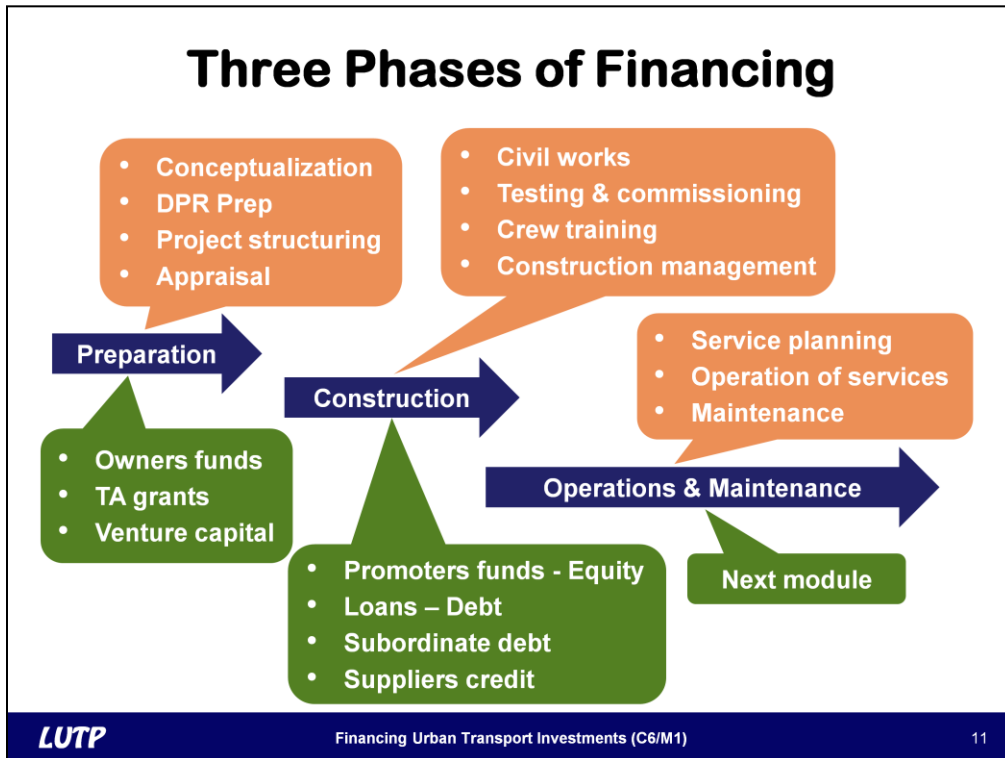 Three Phases of Financing
• Conceptualization
• DPR Prep
• Project structuring
• Appraisal
• Civil works
• Testing & commissioning
• Crew training
• Construction management
Preparation
Construction
• Service planning
• Operation of services
• Maintenance
• Owners funds
• TA grants
• Venture capital
Operations & Maintenance
• Promoters funds - Equity
• Loans – Debt
• Subordinate debt
• Suppliers credit
Next module
LUTP
Financing Urban Transport Investments (C6/M1)
11